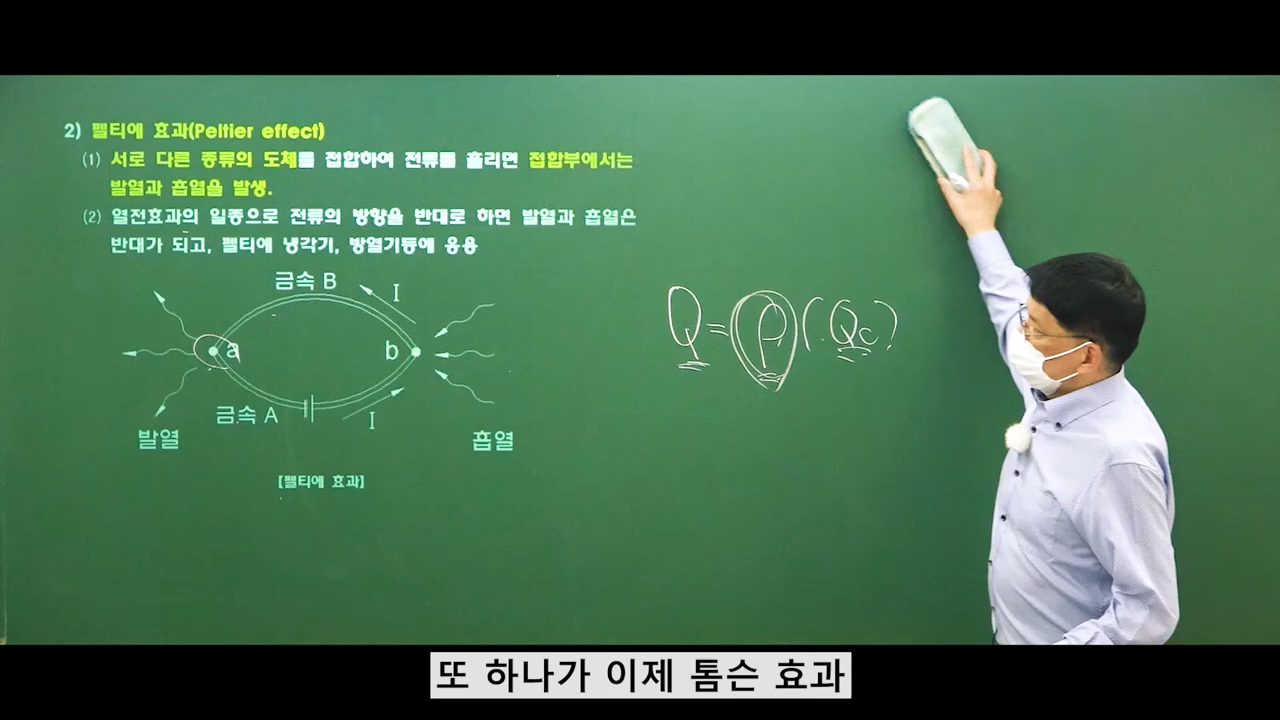 2) 펠티에 효과(Peltier effect)
(1) 서로 다른 종류의 도체를 접합하여 전류를 흘리면 접합부에서는
발열과 흡열을 발생.
(2) 열전효과의 일종으로 전류의 방향을 반대로 하면 발열과 흡열은
반대가 되고, 펠티에 냉각기, 방열기등에 응용
금속 B
I
a
b
금속 A
I
발열
흡열
[펠티에 효과]
Q = P ( Qc )
또 하나가 이제 톰슨 효과